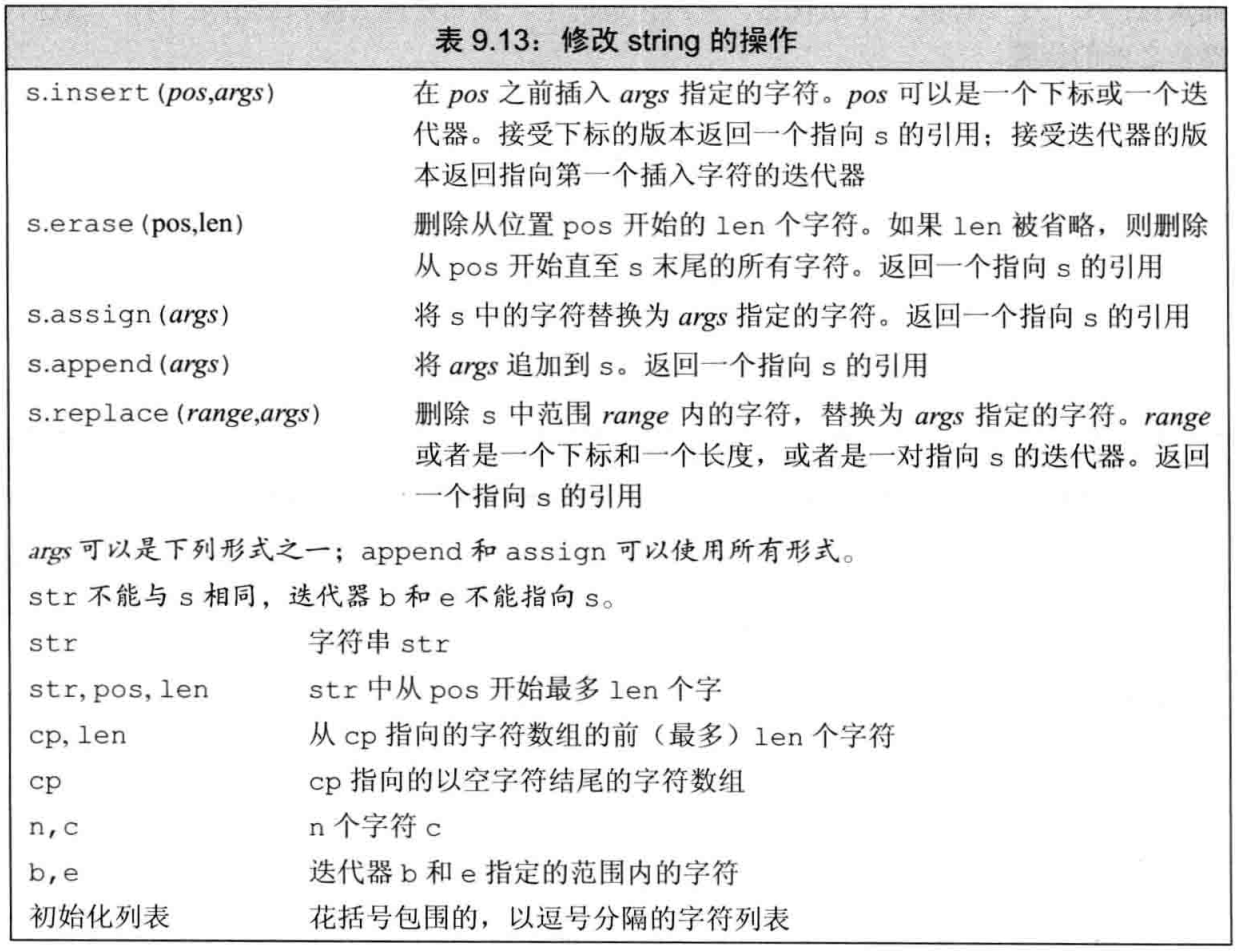 表 9.13：修改 string 的操作
s.insert(pos,args) 在 pos 之前插入 args 指定的字符。pos 可以是一个下标或一个迭
代器。接受下标的版本返回一个指向 s 的引用；接受迭代器的版
本返回指向第一个插入字符的迭代器
s.erase(pos,len) 删除从位置 pos 开始的 len 个字符。如果 len 被省略，则删除
从 pos 开始直至 s 末尾的所有字符。返回一个指向 s 的引用
s.assign(args) 将 s 中的字符替换为 args 指定的字符。返回一个指向 s 的引用
s.append(args) 将 args 追加到 s。返回一个指向 s 的引用
s.replace(range,args) 删除 s 中范围 range 内的字符，替换为 args 指定的字符。range
或者是一个下标和一个长度，或者是一对指向 s 的迭代器。返回
一个指向 s 的引用
args 可以是下列形式之一；append 和 assign 可以使用所有形式。
str 不能与 s 相同，迭代器 b 和 e 不能指向 s。
str 字符串 str
str,pos,len str 中从 pos 开始最多 len 个字
cp,len 从 cp 指向的字符数组的前（最多）len 个字符
cp cp 指向的以空字符结尾的字符数组
n,c n 个字符 c
b,e 迭代器 b 和 e 指定的范围内的字符
初始化列表 花括号包围的，以逗号分隔的字符列表